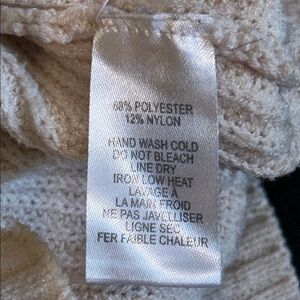 68% POLYESTER
12% NYLON
HAND WASH COLD
DO NOT BLEACH
LINE DRY
IRON LOW HEAT
LAVAGE À
LA MAIN FROID
NE PAS JAVELLISER
LIGNE SEC
FER FAIBLE CHALEUR